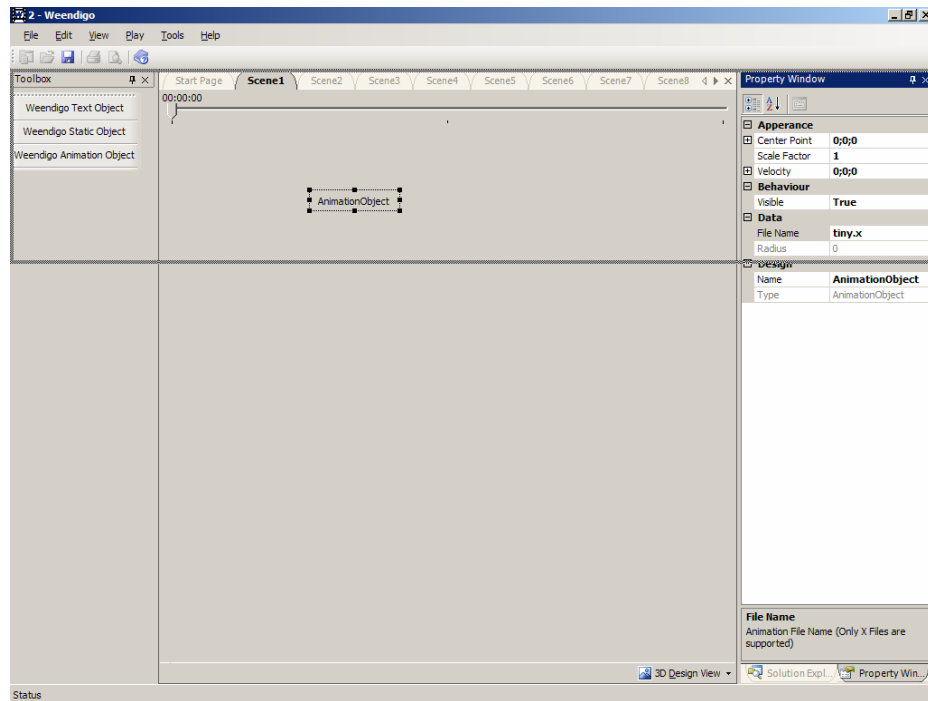 2 - Weendigo
File Edit View Play Tools Help
Toolbox
Weendigo Text Object
Weendigo Static Object
Weendigo Animation Object
Start Page Scene1 Scene2 Scene3 Scene4 Scene5 Scene6 Scene7 Scene8
00:00:00
AnimationObject
3D Design View
Property Window
Apperance
Center Point 0;0;0
Scale Factor 1
Velocity 0;0;0
Behaviour
Visible True
Data
File Name tiny.x
Radius 0
Design
Name AnimationObject
Type AnimationObject
File Name
Animation File Name (Only X Files are
supported)
Solution Expl... Property Win...
Status